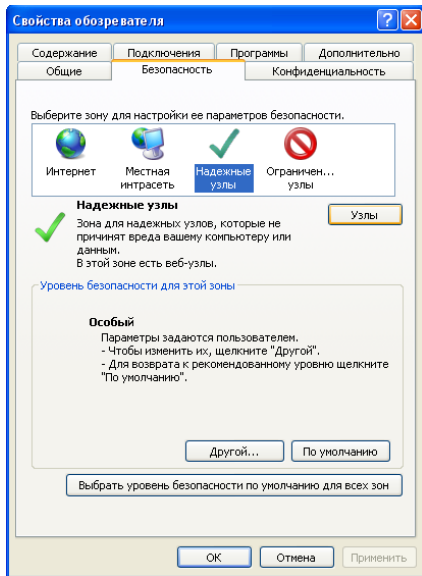 Свойства обозревателя
Содержание Подключения Программы Дополнительно
Общие Безопасность Конфиденциальность
Выберите зону для настройки ее параметров безопасности.
Интернет Местная интрасеть Надежные узлы Ограничен... узлы
Надежные узлы
Узлы
Зона для надежных узлов, которые не
причинят вреда вашему компьютеру или
данным.
В этой зоне есть веб-узлы.
Уровень безопасности для этой зоны
Особый
Параметры задаются пользователем.
- Чтобы изменить их, щелкните "Другой".
- Для возврата к рекомендованному уровню щелкните
"По умолчанию".
Другой... По умолчанию
Выбрать уровень безопасности по умолчанию для всех зон
ОК Отмена Применить